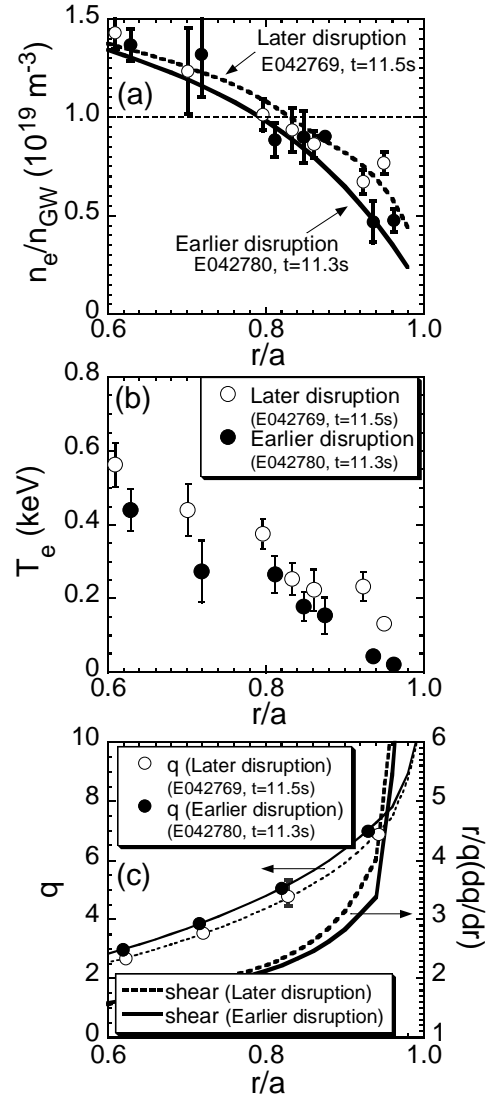 1.5
Later disruption
E042769, t=11.5s
(a)
1.0
n_e/n_GW (10^19 m^-3)
0.5
Earlier disruption
E042780, t=11.3s
0
0.6 0.8 1.0
r/a
0.8
(b)
Later disruption
(E042769, t=11.5s)
Earlier disruption
(E042780, t=11.3s)
0.6
T_e (keV)
0.4
0.2
0
0.6 0.8 1.0
r/a
10 6
q (Later disruption)
(E042769, t=11.5s)
q (Earlier disruption)
(E042780, t=11.3s)
8 5
6 4
q
(c)
r/q(dq/dr)
4 3
2 2
shear (Later disruption)
shear (Earlier disruption)
0 1
0.6 0.8 1.0
r/a